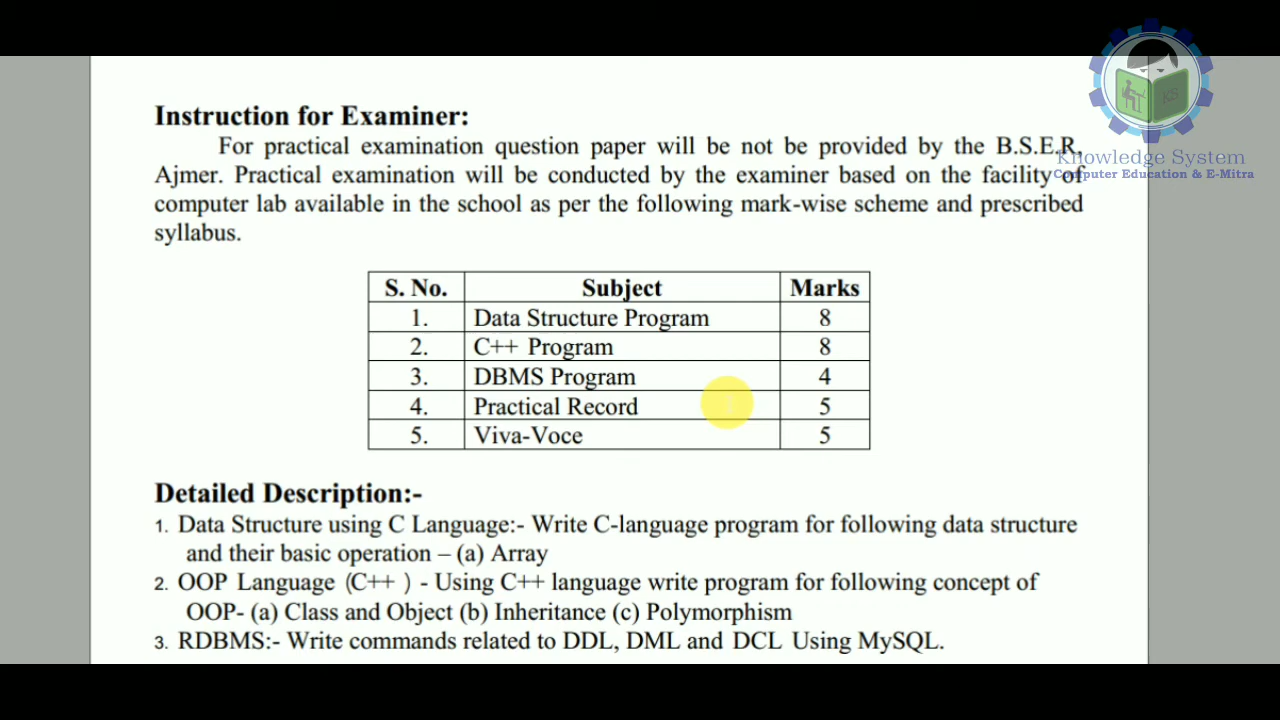 Instruction for Examiner:
For practical examination question paper will be not be provided by the B.S.E.R,
Ajmer. Practical examination will be conducted by the examiner based on the facility of
computer lab available in the school as per the following mark-wise scheme and prescribed
syllabus.
KS
Knowledge System
Computer Education & E-Mitra
S. No. Subject Marks
1. Data Structure Program 8
2. C++ Program 8
3. DBMS Program 4
4. Practical Record 5
5. Viva-Voce 5
Detailed Description:-
1. Data Structure using C Language:- Write C-language program for following data structure
and their basic operation – (a) Array
2. OOP Language (C++ ) - Using C++ language write program for following concept of
OOP- (a) Class and Object (b) Inheritance (c) Polymorphism
3. RDBMS:- Write commands related to DDL, DML and DCL Using MySQL.